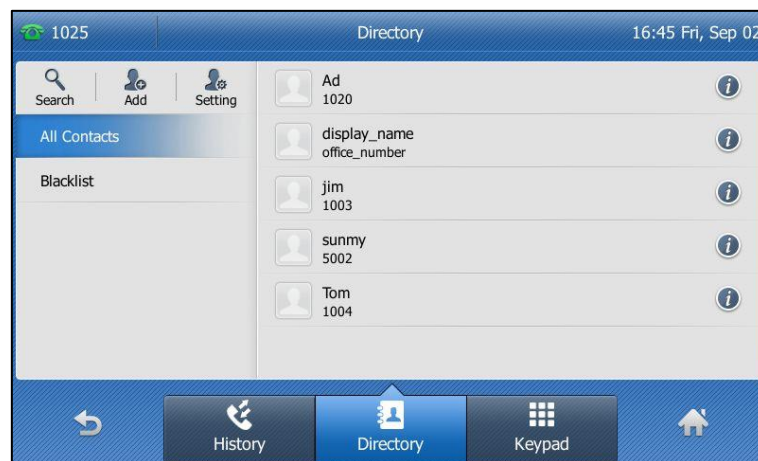 1025
Directory
16:45 Fri, Sep 02
Search
Add
Setting
All Contacts
Blacklist
Ad
1020
display_name
office_number
jim
1003
sunmy
5002
Tom
1004
History
Directory
Keypad